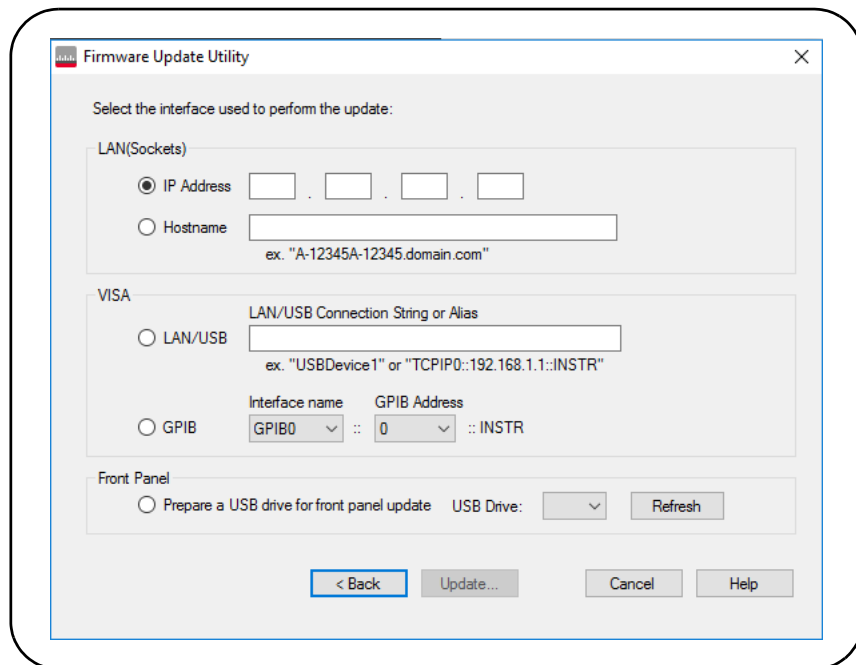 Firmware Update Utility
Select the interface used to perform the update:
LAN(Sockets)
IP Address . . .
Hostname
ex. "A-12345A-12345.domain.com"
VISA
LAN/USB Connection String or Alias
LAN/USB
ex. "USBDevice1" or "TCPIP0::192.168.1.1::INSTR"
Interface name GPIB Address
GPIB GPIB0 :: 0 :: INSTR
Front Panel
Prepare a USB drive for front panel update USB Drive: Refresh
< Back Update... Cancel Help